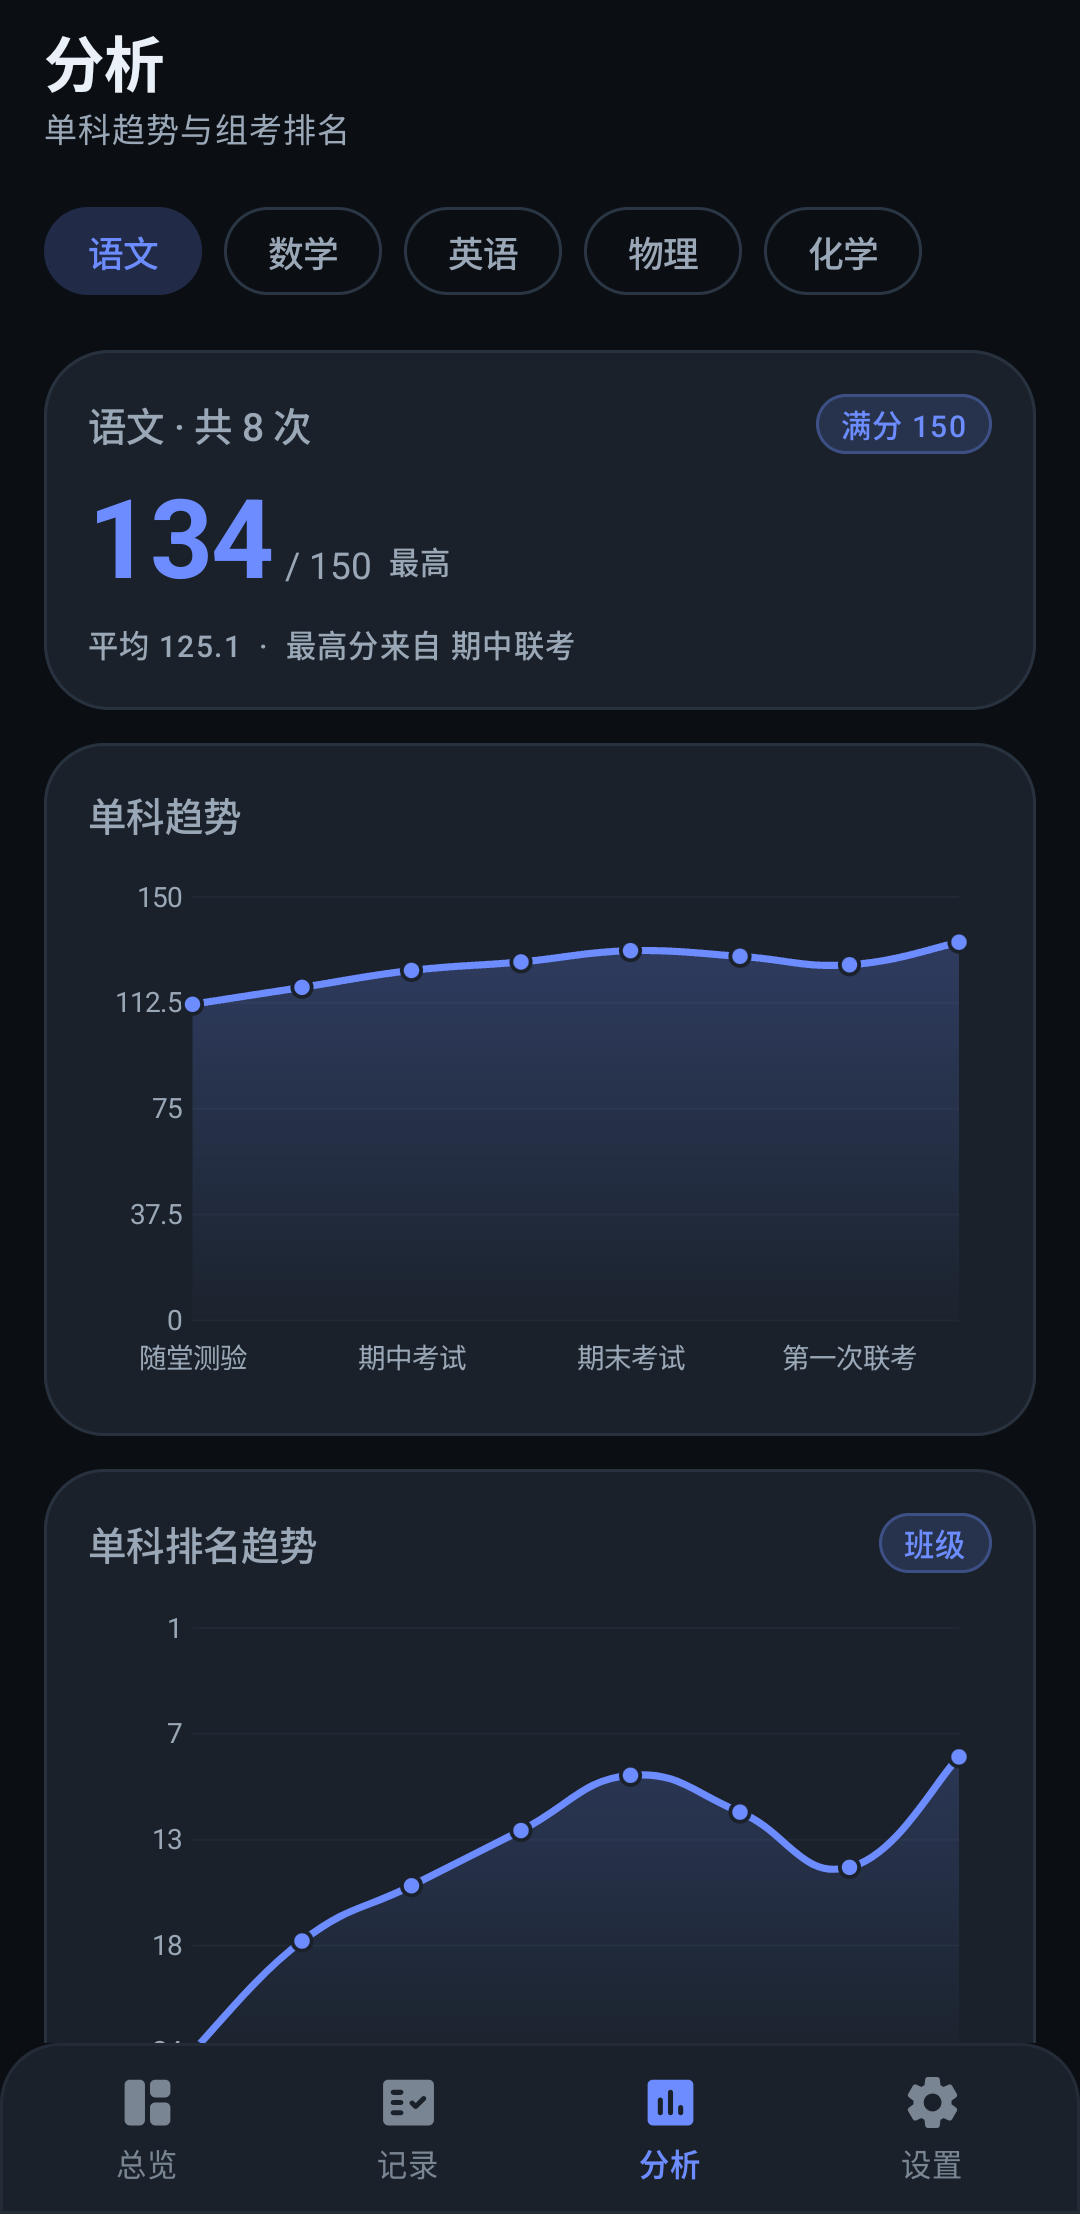 分析
单科趋势与组考排名
语文 数学 英语 物理 化学
语文 · 共 8 次 满分 150
134 / 150 最高
平均 125.1 · 最高分来自 期中联考
单科趋势
150
112.5
75
37.5
0
随堂测验 期中考试 期末考试 第一次联考
单科排名趋势 班级
1
7
13
18
总览 记录 分析 设置